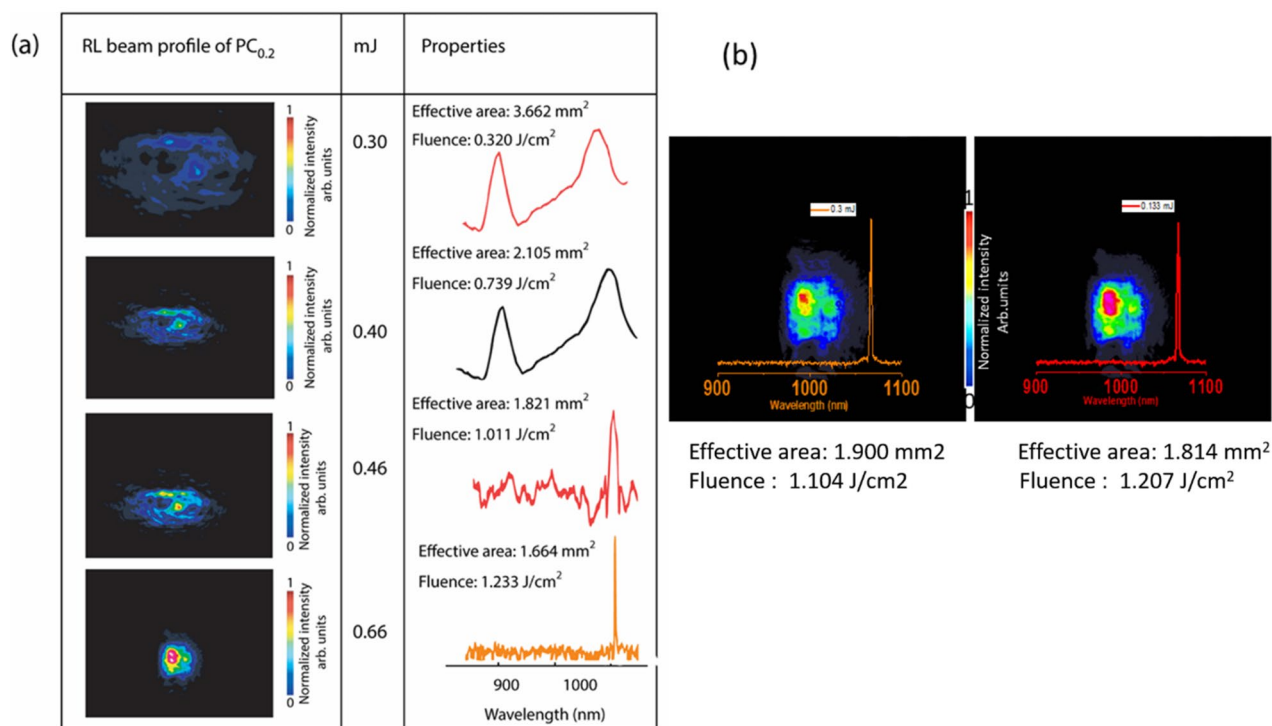 (a)
RL beam profile of PC0.2
mJ
Properties
1
0
Normalized intensity
arb. units
0.30
Effective area: 3.662 mm2
Fluence: 0.320 J/cm2
1
0
Normalized intensity
arb. units
0.40
Effective area: 2.105 mm2
Fluence: 0.739 J/cm2
1
0
Normalized intensity
arb. units
0.46
Effective area: 1.821 mm2
Fluence: 1.011 J/cm2
1
0
Normalized intensity
arb. units
0.66
Effective area: 1.664 mm2
Fluence: 1.233 J/cm2
900 1000
Wavelength (nm)
(b)
0.3 mJ
900 1000 1100
Wavelength (nm)
1
0
Normalized intensity
Arb.units
0.133 mJ
900 1000 1100
Wavelength (nm)
Effective area: 1.900 mm2
Fluence : 1.104 J/cm2
Effective area: 1.814 mm2
Fluence : 1.207 J/cm2